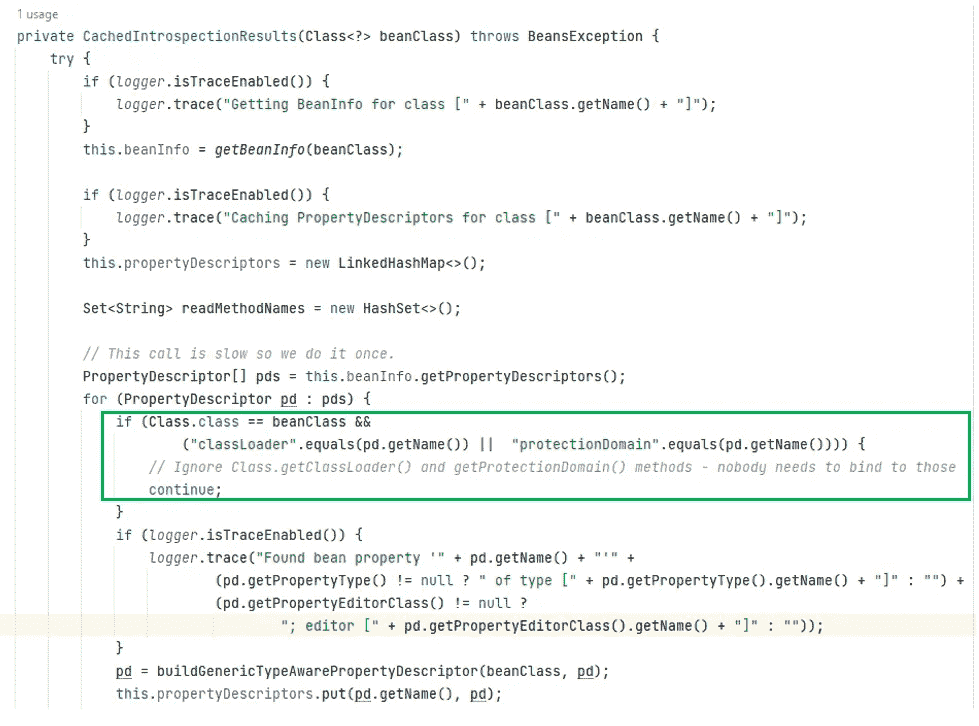 1 usage
private CachedIntrospectionResults(Class<?> beanClass) throws BeansException {
try {
if (logger.isTraceEnabled()) {
logger.trace("Getting BeanInfo for class [" + beanClass.getName() + "]");
}
this.beanInfo = getBeanInfo(beanClass);
if (logger.isTraceEnabled()) {
logger.trace("Caching PropertyDescriptors for class [" + beanClass.getName() + "]");
}
this.propertyDescriptors = new LinkedHashMap<>();
Set<String> readMethodNames = new HashSet<>();
// This call is slow so we do it once.
PropertyDescriptor[] pds = this.beanInfo.getPropertyDescriptors();
for (PropertyDescriptor pd : pds) {
if (Class.class == beanClass &&
("classLoader".equals(pd.getName()) || "protectionDomain".equals(pd.getName()))) {
// Ignore Class.getClassLoader() and getProtectionDomain() methods - nobody needs to bind to those
continue;
}
if (logger.isTraceEnabled()) {
logger.trace("Found bean property '" + pd.getName() + "'" +
(pd.getPropertyType() != null ? " of type [" + pd.getPropertyType().getName() + "]" : "") +
(pd.getPropertyEditorClass() != null ?
"; editor [" + pd.getPropertyEditorClass().getName() + "]" : ""));
}
pd = buildGenericTypeAwarePropertyDescriptor(beanClass, pd);
this.propertyDescriptors.put(pd.getName(), pd);